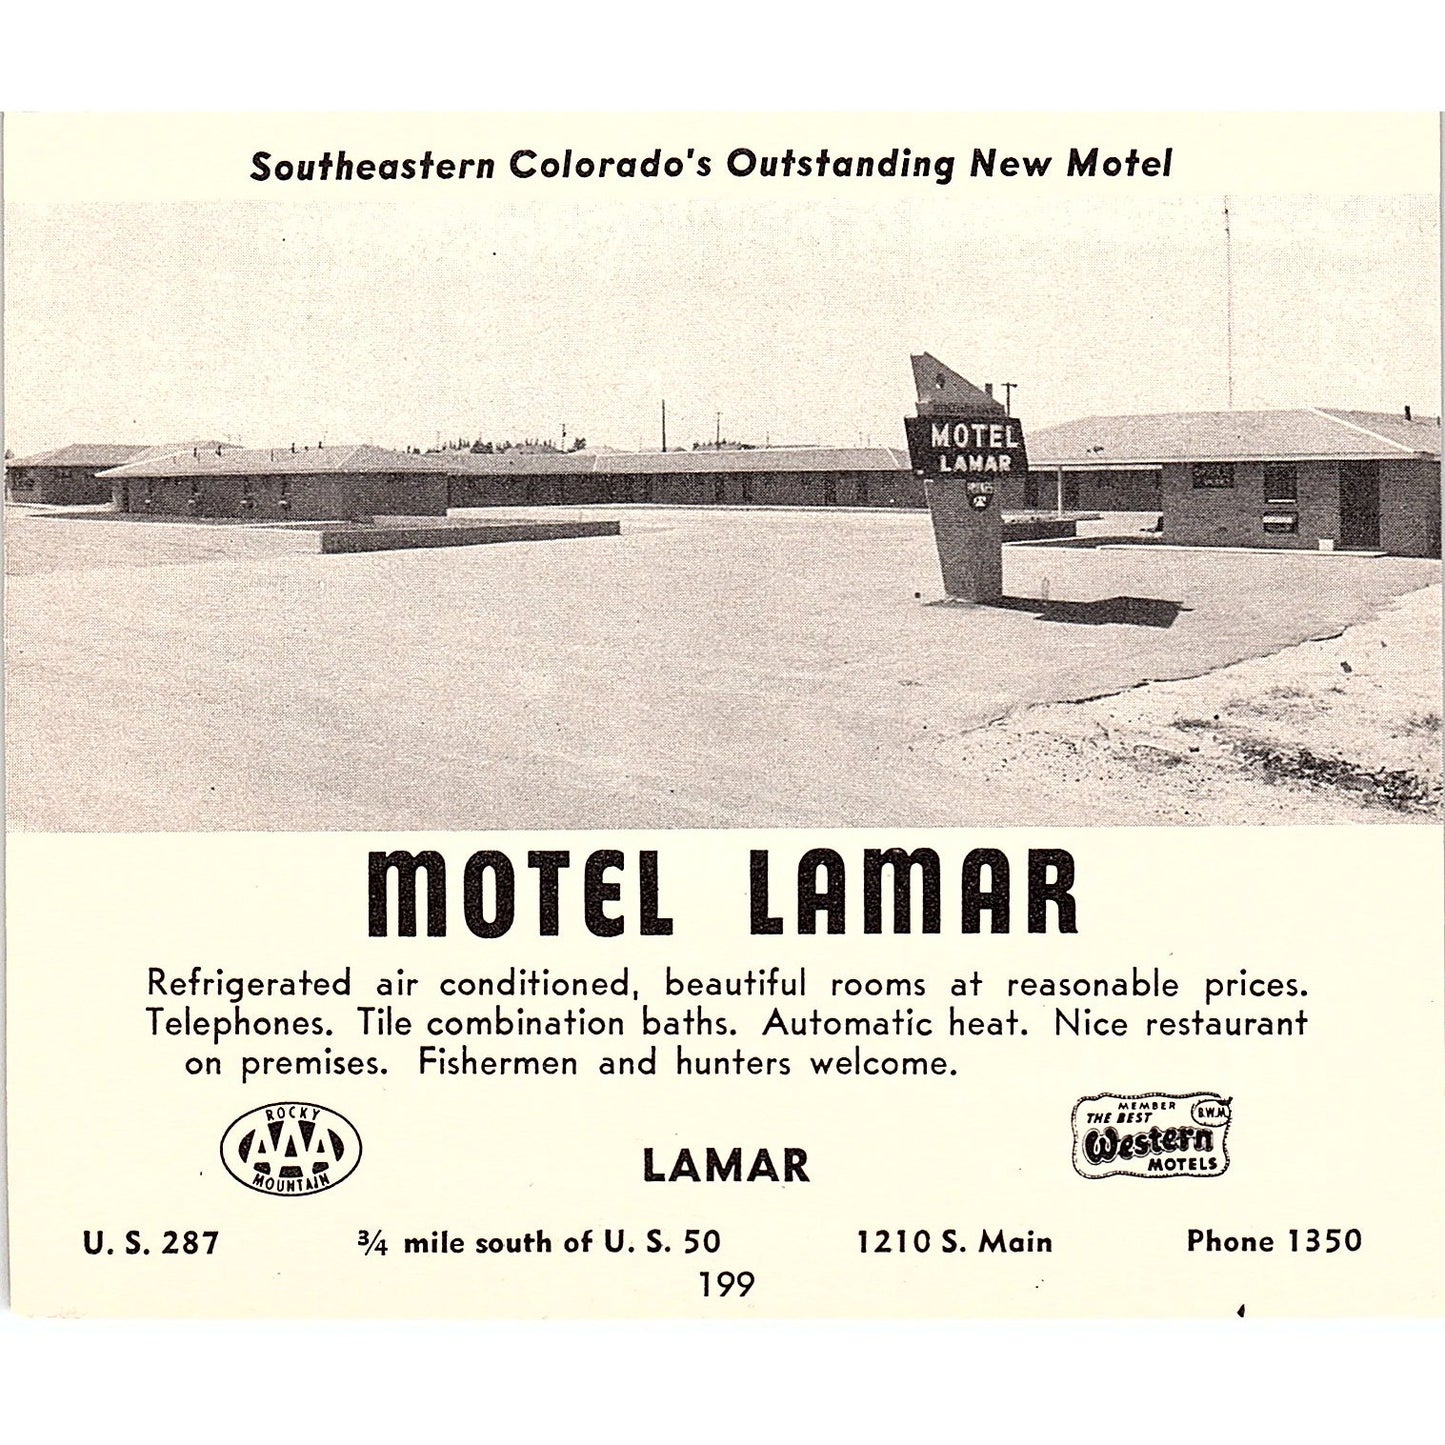 Southeastern Colorado's Outstanding New Motel
MOTEL
LAMAR
MOTEL LAMAR
Refrigerated air conditioned, beautiful rooms at reasonable prices.
Telephones. Tile combination baths. Automatic heat. Nice restaurant
on premises. Fishermen and hunters welcome.
ROCKY
AAA
MOUNTAIN
LAMAR
MEMBER
B.W.M.
THE BEST
Western
MOTELS
U. S. 287 ¾ mile south of U. S. 50 1210 S. Main Phone 1350
199